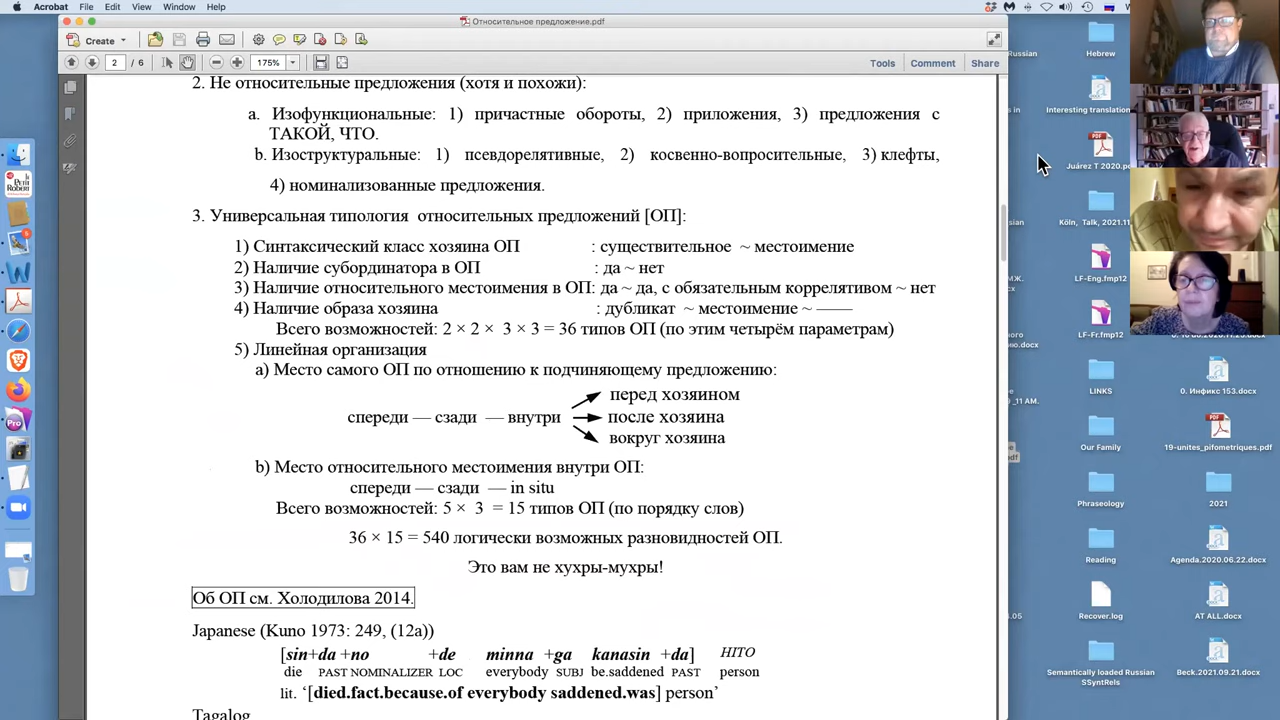 Acrobat File Edit View Window Help
Относительное предложение.pdf
Create
2 / 6 175% Tools Comment Share
2. Не относительные предложения (хотя и похожи):
a. Изофункциональные: 1) причастные обороты, 2) приложения, 3) предложения с
ТАКОЙ, ЧТО.
b. Изоструктуральные: 1) псевдорелятивные, 2) косвенно-вопросительные, 3) клефты,
4) номинализованные предложения.
3. Универсальная типология относительных предложений [ОП]:
1) Синтаксический класс хозяина ОП : существительное ~ местоимение
2) Наличие субординатора в ОП : да ~ нет
3) Наличие относительного местоимения в ОП: да ~ да, с обязательным коррелятивом ~ нет
4) Наличие образа хозяина : дубликат ~ местоимение ~ ——
Всего возможностей: 2 × 2 × 3 × 3 = 36 типов ОП (по этим четырём параметрам)
5) Линейная организация
a) Место самого ОП по отношению к подчиняющему предложению:
перед хозяином
спереди — сзади — внутри после хозяина
вокруг хозяина
b) Место относительного местоимения внутри ОП:
спереди — сзади — in situ
Всего возможностей: 5 × 3 = 15 типов ОП (по порядку слов)
36 × 15 = 540 логически возможных разновидностей ОП.
Это вам не хухры-мухры!
Об ОП см. Холодилова 2014.
Japanese (Kuno 1973: 249, (12a))
[sin+da +no +de minna +ga kanasin +da] HITO
die PAST NOMINALIZER LOC everybody SUBJ be.saddened PAST person
lit. ‘[died.fact.because.of everybody saddened.was] person’
Tagalog
Russian
Hebrew
Interesting translation
Juárez T 2020.pe
Köln, Talk, 2021.11
LF-Eng.fmp12
LF-Fr.fmp12
LINKS
0. Инфикс 153.docx
Our Family
19-unites_pifometriques.pdf
Phraseology
2021
Reading
Agenda.2020.06.22.docx
Recover.log
AT ALL.docx
Semantically loaded Russian
SSyntRels
Beck.2021.09.21.docx